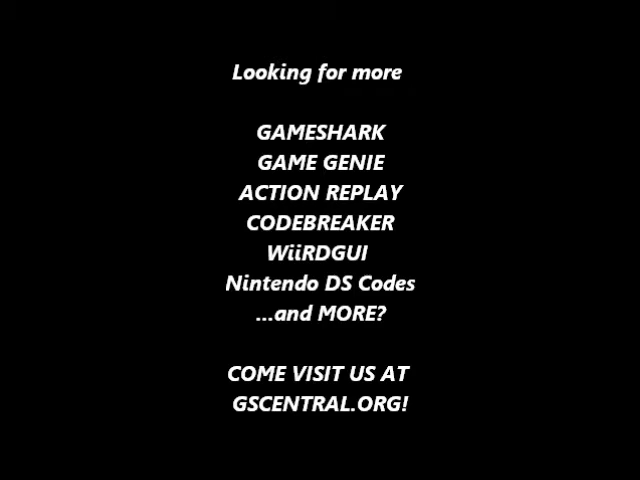 Looking for more
GAMESHARK
GAME GENIE
ACTION REPLAY
CODEBREAKER
WiiRDGUI
Nintendo DS Codes
...and MORE?
COME VISIT US AT
GSCENTRAL.ORG!